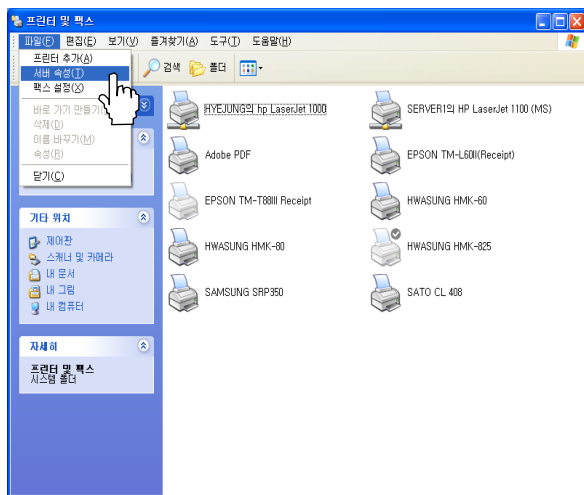 프린터 및 팩스
파일(F) 편집(E) 보기(V) 즐겨찾기(A) 도구(T) 도움말(H)
프린터 추가(A)
서버 속성(T)
팩스 설정(X)
바로 가기 만들기
삭제(D)
이름 바꾸기(M)
속성(R)
닫기(C)
검색 폴더
기타 위치
제어판
스캐너 및 카메라
내 문서
내 그림
내 컴퓨터
자세히
프린터 및 팩스
시스템 폴더
HYEJUNG의 hp LaserJet 1000
SERVER1의 HP LaserJet 1100 (MS)
Adobe PDF
EPSON TM-L60II(Receipt)
EPSON TM-T88III Receipt
HWASUNG HMK-60
HWASUNG HMK-80
HWASUNG HMK-825
SAMSUNG SRP350
SATO CL 408